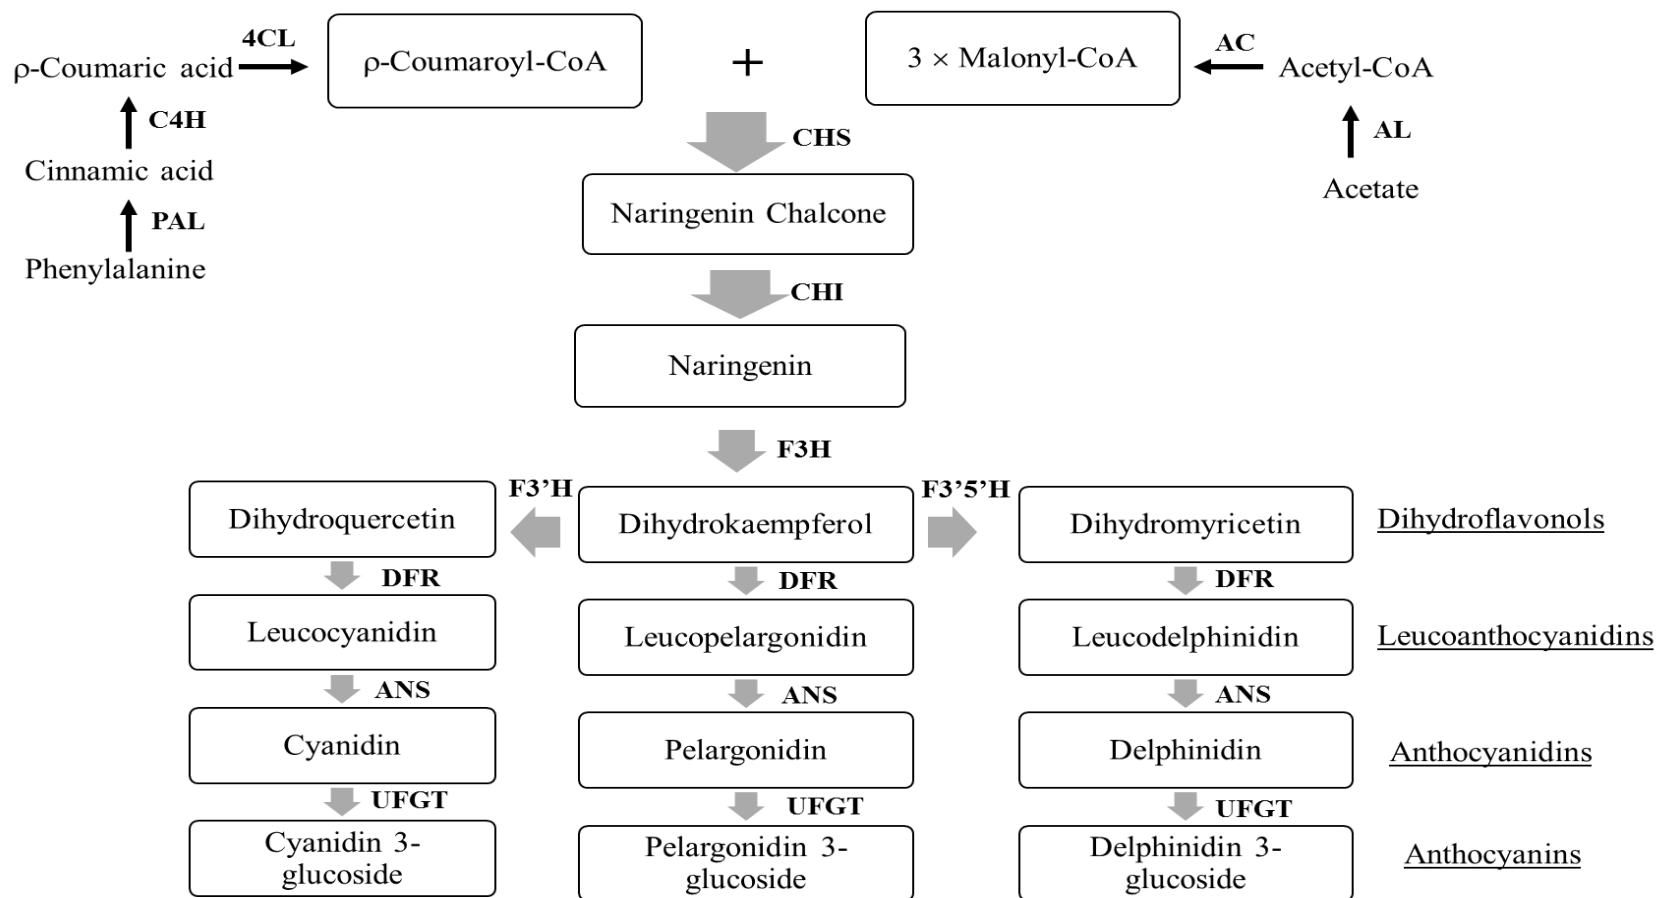 4CL
ρ-Coumaric acid
ρ-Coumaroyl-CoA
+
3 × Malonyl-CoA
AC
Acetyl-CoA
C4H
CHS
AL
Cinnamic acid
Acetate
PAL
Naringenin Chalcone
Phenylalanine
CHI
Naringenin
F3H
F3’H
F3’5’H
Dihydroquercetin
Dihydrokaempferol
Dihydromyricetin
Dihydroflavonols
DFR
DFR
DFR
Leucocyanidin
Leucopelargonidin
Leucodelphinidin
Leucoanthocyanidins
ANS
ANS
ANS
Cyanidin
Pelargonidin
Delphinidin
Anthocyanidins
UFGT
UFGT
UFGT
Cyanidin 3-
glucoside
Pelargonidin 3-
glucoside
Delphinidin 3-
glucoside
Anthocyanins